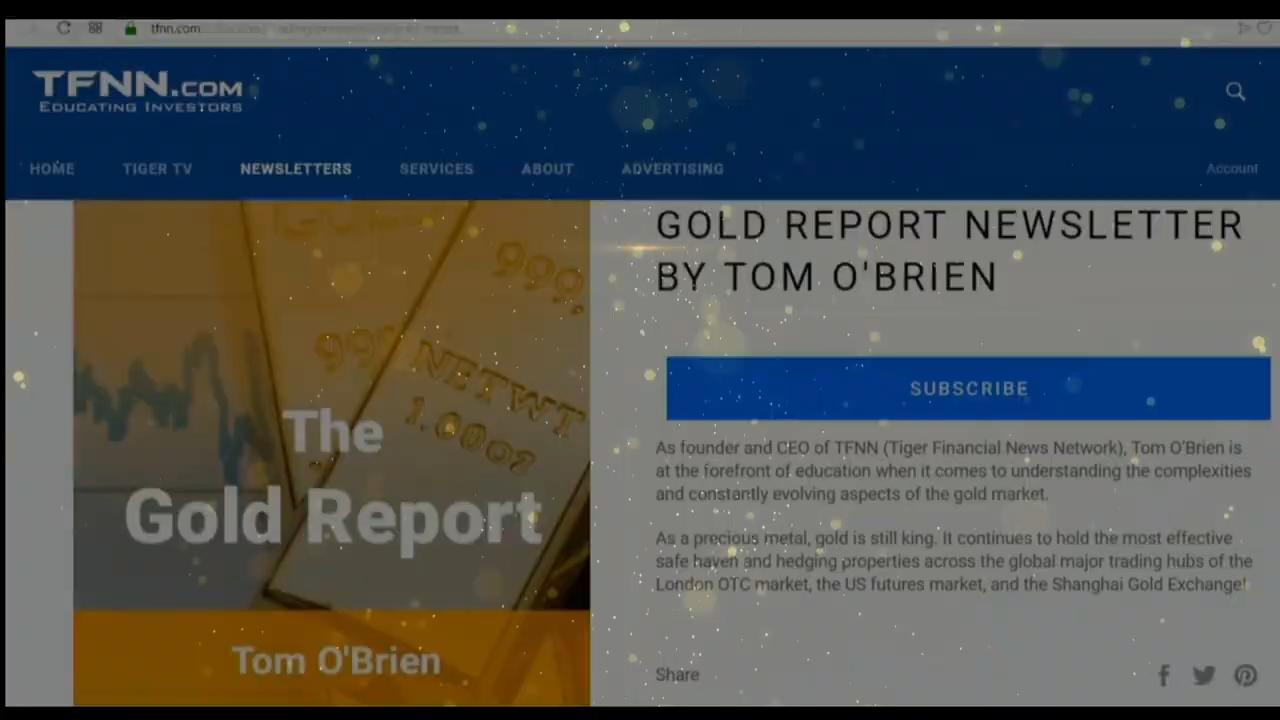 tfnn.com
TFNN.COM
EDUCATING INVESTORS
HOME TIGER TV NEWSLETTERS SERVICES ABOUT ADVERTISING Account
GOLD REPORT NEWSLETTER
BY TOM O'BRIEN
999,
999
NETWT
1.00oz
The
Gold Report
Tom O'Brien
SUBSCRIBE
As founder and CEO of TFNN (Tiger Financial News Network), Tom O'Brien is
at the forefront of education when it comes to understanding the complexities
and constantly evolving aspects of the gold market.
As a precious metal, gold is still king. It continues to hold the most effective
safe haven and hedging properties across the global major trading hubs of the
London OTC market, the US futures market, and the Shanghai Gold Exchange!
Share